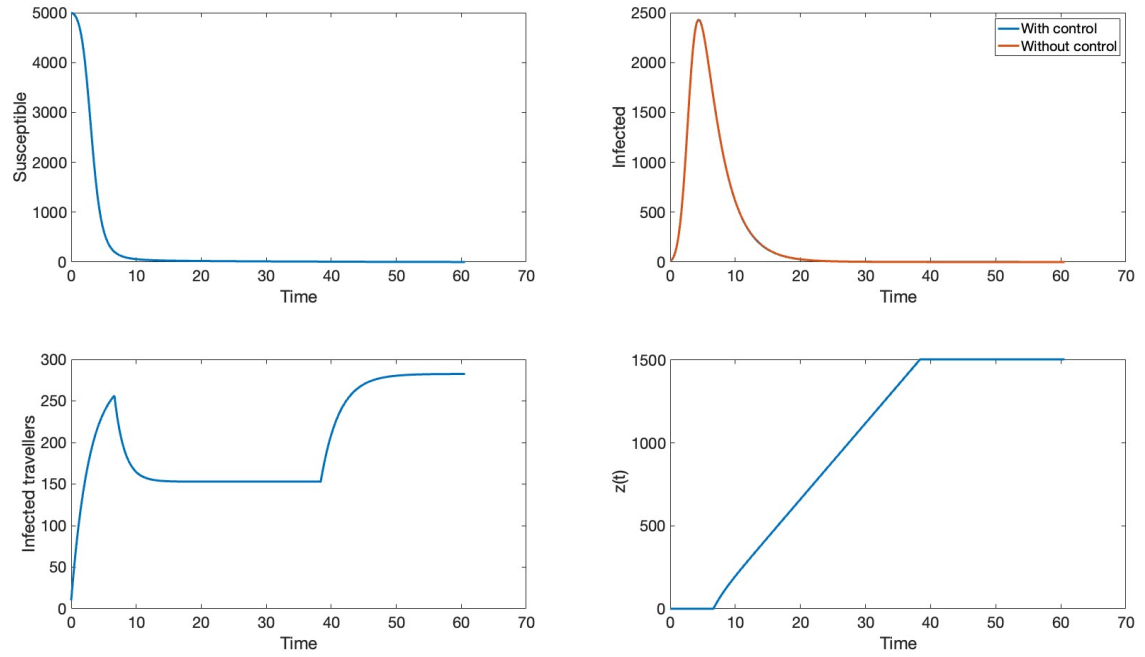 5000
4000
3000
2000
1000
0
Susceptible
0 10 20 30 40 50 60 70
Time
2500
2000
1500
1000
500
0
Infected
With control
Without control
0 10 20 30 40 50 60 70
Time
300
250
200
150
100
50
0
Infected travellers
0 10 20 30 40 50 60 70
Time
1500
1000
500
0
z(t)
0 10 20 30 40 50 60 70
Time